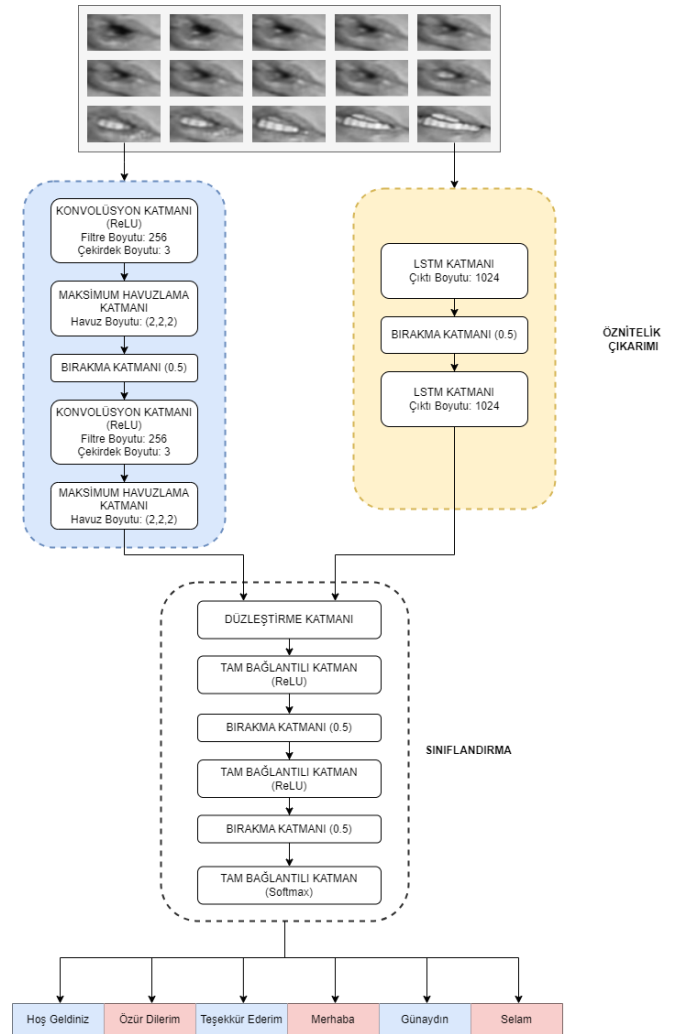 KONVOLÜSYON KATMANI
(ReLU)
Filtre Boyutu: 256
Çekirdek Boyutu: 3
MAKSİMUM HAVUZLAMA
KATMANI
Havuz Boyutu: (2,2,2)
BIRAKMA KATMANI (0.5)
KONVOLÜSYON KATMANI
(ReLU)
Filtre Boyutu: 256
Çekirdek Boyutu: 3
MAKSİMUM HAVUZLAMA
KATMANI
Havuz Boyutu: (2,2,2)
LSTM KATMANI
Çıktı Boyutu: 1024
BIRAKMA KATMANI (0.5)
LSTM KATMANI
Çıktı Boyutu: 1024
ÖZNİTELİK
ÇIKARIMI
DÜZLEŞTİRME KATMANI
TAM BAĞLANTILI KATMAN
(ReLU)
BIRAKMA KATMANI (0.5)
TAM BAĞLANTILI KATMAN
(ReLU)
BIRAKMA KATMANI (0.5)
TAM BAĞLANTILI KATMAN
(Softmax)
SINIFLANDIRMA
Hoş Geldiniz
Özür Dilerim
Teşekkür Ederim
Merhaba
Günaydın
Selam